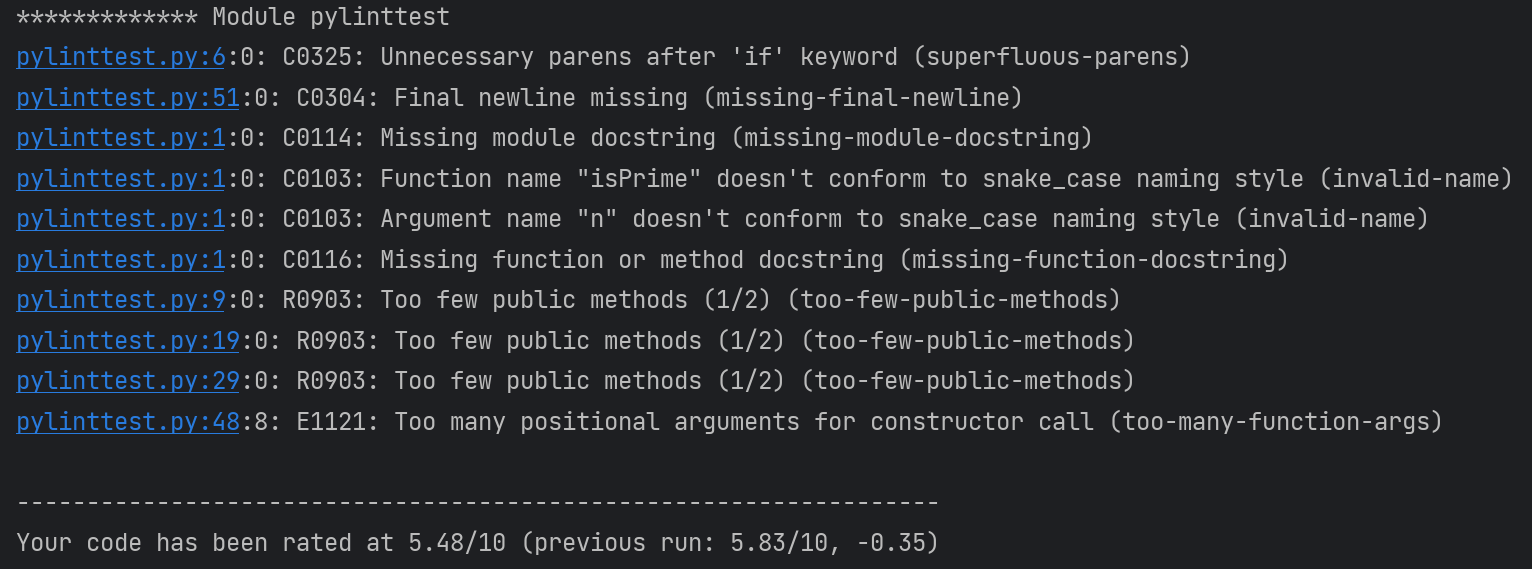 ************* Module pylinttest
pylinttest.py:6:0: C0325: Unnecessary parens after 'if' keyword (superfluous-parens)
pylinttest.py:51:0: C0304: Final newline missing (missing-final-newline)
pylinttest.py:1:0: C0114: Missing module docstring (missing-module-docstring)
pylinttest.py:1:0: C0103: Function name "isPrime" doesn't conform to snake_case naming style (invalid-name)
pylinttest.py:1:0: C0103: Argument name "n" doesn't conform to snake_case naming style (invalid-name)
pylinttest.py:1:0: C0116: Missing function or method docstring (missing-function-docstring)
pylinttest.py:9:0: R0903: Too few public methods (1/2) (too-few-public-methods)
pylinttest.py:19:0: R0903: Too few public methods (1/2) (too-few-public-methods)
pylinttest.py:29:0: R0903: Too few public methods (1/2) (too-few-public-methods)
pylinttest.py:48:8: E1121: Too many positional arguments for constructor call (too-many-function-args)

------------------------------------------------------------------
Your code has been rated at 5.48/10 (previous run: 5.83/10, -0.35)